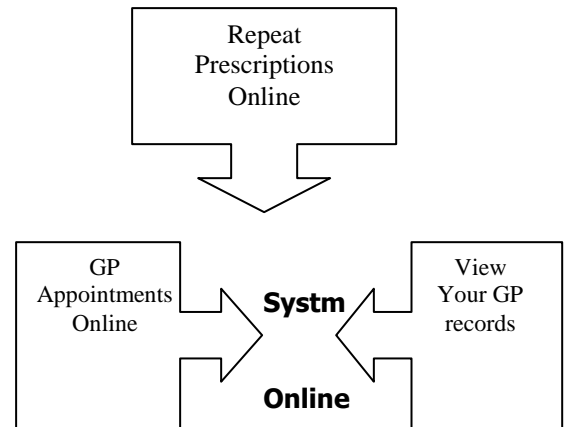 Repeat
Prescriptions
Online
GP
Appointments
Online
Systm
Online
View
Your GP
records